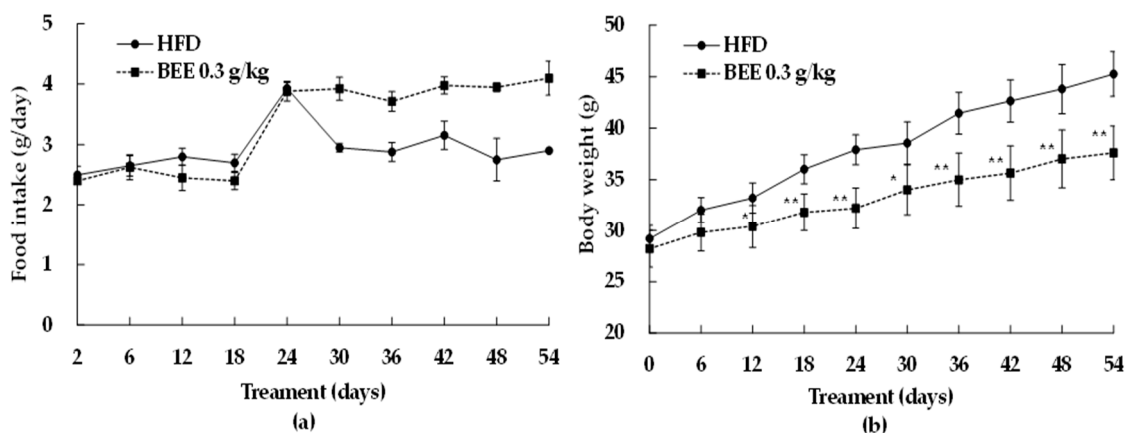 5
4
3
2
1
0
Food intake (g/day)
HFD
BEE 0.3 g/kg
2 6 12 18 24 30 36 42 48 54
Treament (days)
(a)
50
45
40
35
30
25
20
Body weight (g)
HFD
BEE 0.3 g/kg
* ** ** * ** ** ** **
0 6 12 18 24 30 36 42 48 54
Treament (days)
(b)